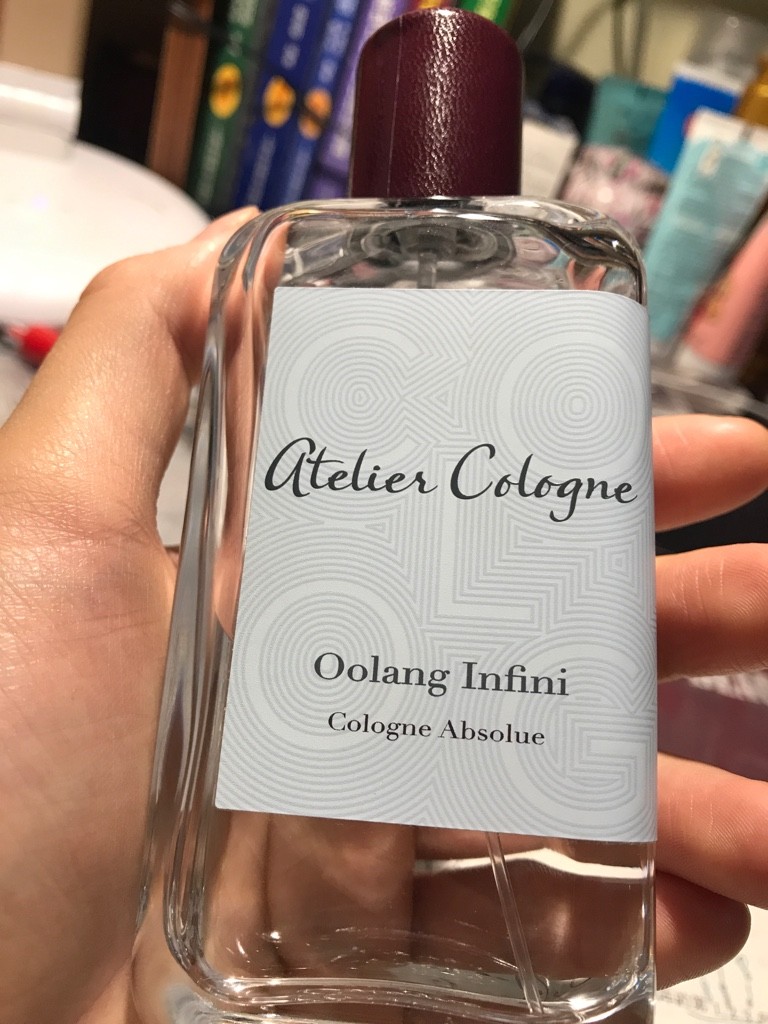 Atelier Cologne
Oolang Infini
Cologne Absolue